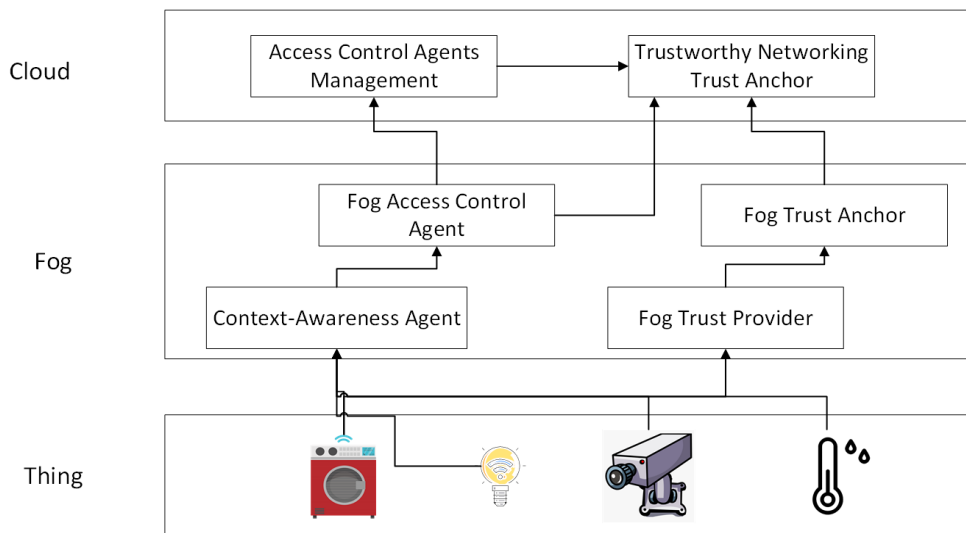 Cloud
Access Control Agents
Management
Trustworthy Networking
Trust Anchor
Fog
Fog Access Control
Agent
Fog Trust Anchor
Context-Awareness Agent
Fog Trust Provider
Thing